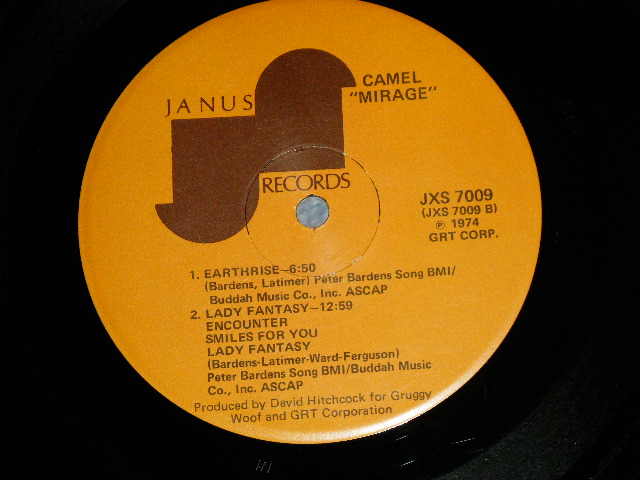 JANUS
RECORDS
CAMEL
"MIRAGE"
JXS 7009
(JXS 7009 B)
℗ 1974
GRT CORP.
1. EARTHRISE—6:50
(Bardens, Latimer) Peter Bardens Song BMI/
Buddah Music Co., Inc. ASCAP
2. LADY FANTASY—12:59
ENCOUNTER
SMILES FOR YOU
LADY FANTASY
(Bardens-Latimer-Ward-Ferguson)
Peter Bardens Song BMI/Buddah Music
Co., Inc. ASCAP
Produced by David Hitchcock for Gruggy
Woof and GRT Corporation